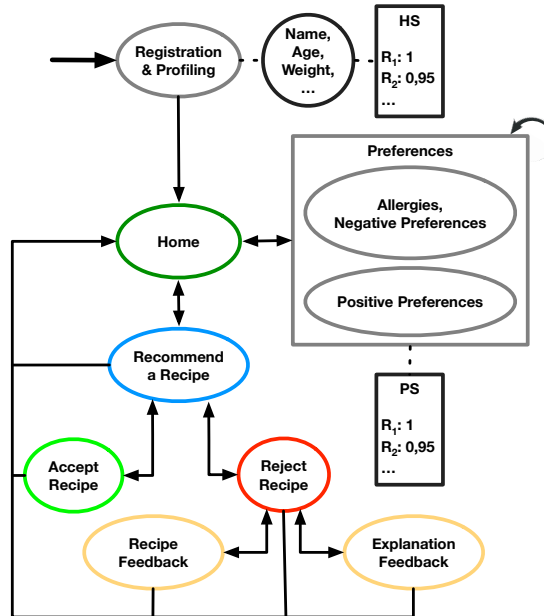 Registration
& Profiling
Name,
Age,
Weight,
...
HS
R₁: 1
R₂: 0,95
...
Preferences
Allergies,
Negative Preferences
Positive Preferences
Home
Recommend
a Recipe
PS
R₁: 1
R₂: 0,95
...
Accept
Recipe
Reject
Recipe
Recipe
Feedback
Explanation
Feedback